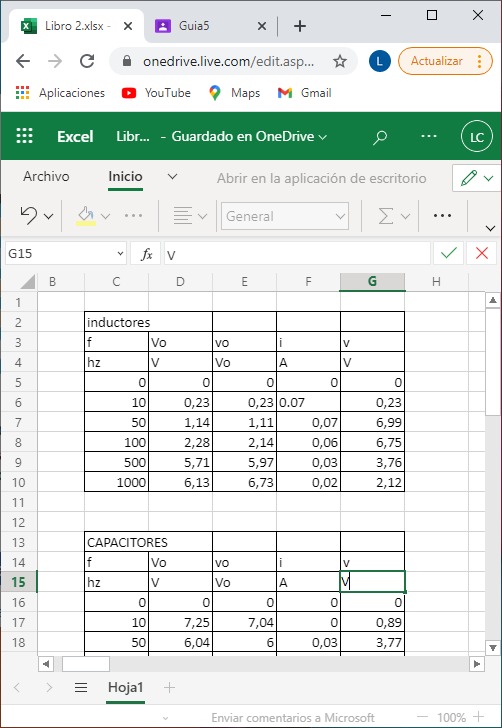 Libro 2.xlsx -
Guia5
onedrive.live.com/edit.asp...
L
Actualizar
Aplicaciones YouTube Maps Gmail
Excel Libr... - Guardado en OneDrive LC
Archivo Inicio Abrir en la aplicación de escritorio
General Σ ...
G15 fx V
B C D E F G H
1
2 inductores
3 f Vo vo i v
4 hz V Vo A V
5 0 0 0 0 0
6 10 0,23 0,23 0.07 0,23
7 50 1,14 1,11 0,07 6,99
8 100 2,28 2,14 0,06 6,75
9 500 5,71 5,97 0,03 3,76
10 1000 6,13 6,73 0,02 2,12
11
12
13 CAPACITORES
14 f Vo vo i v
15 hz V Vo A V
16 0 0 0 0 0
17 10 7,25 7,04 0 0,89
18 50 6,04 6 0,03 3,77
Hoja1
Enviar comentarios a Microsoft 100%